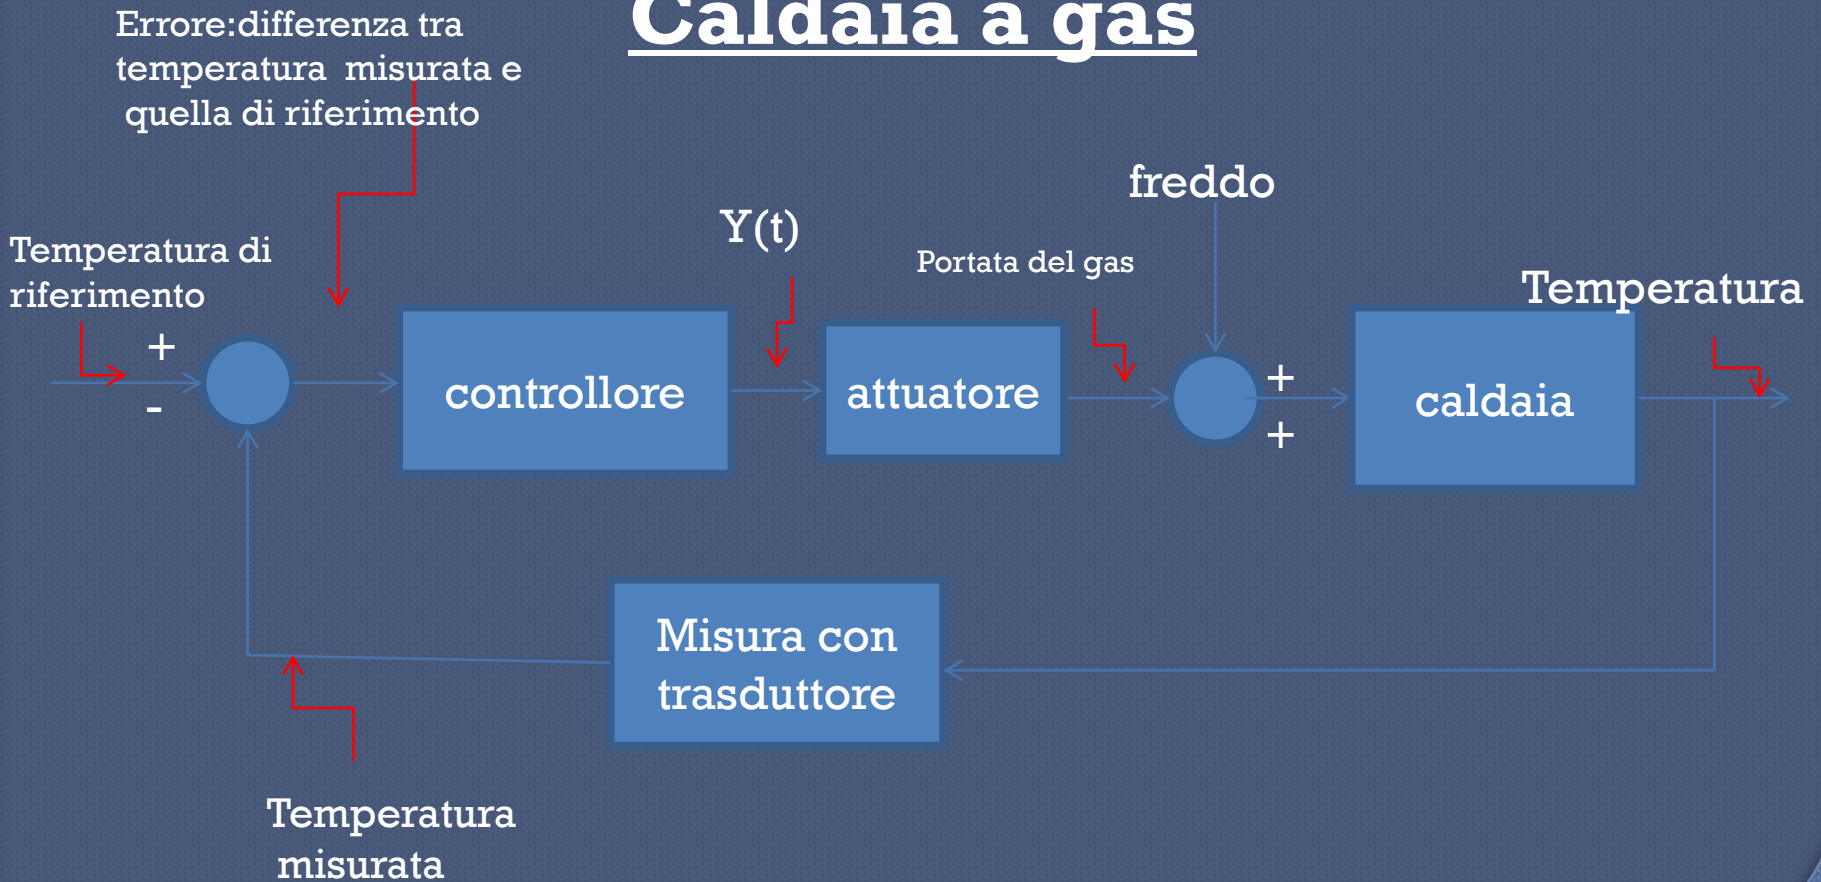 Caldaia a gas
Errore:differenza tra
temperatura misurata e
quella di riferimento
freddo
Y(t)
Portata del gas
Temperatura di
riferimento
Temperatura
+
-
controllore
attuatore
+
+
caldaia
Misura con
trasduttore
Temperatura
misurata